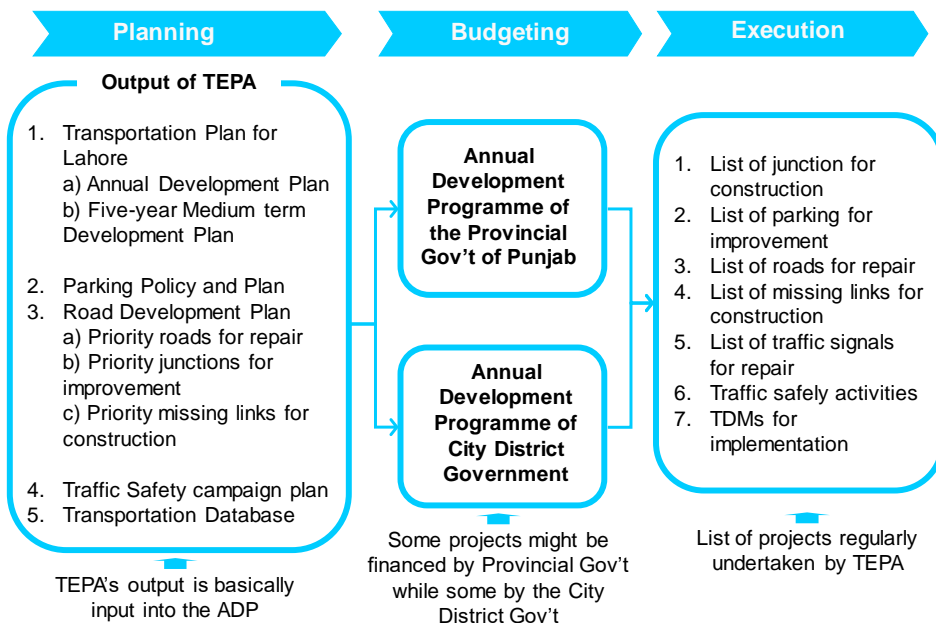 Planning
Budgeting
Execution
Output of TEPA
1. Transportation Plan for
Lahore
a) Annual Development Plan
b) Five-year Medium term
Development Plan
2. Parking Policy and Plan
3. Road Development Plan
a) Priority roads for repair
b) Priority junctions for
improvement
c) Priority missing links for
construction
4. Traffic Safety campaign plan
5. Transportation Database
TEPA's output is basically
input into the ADP
Annual
Development
Programme of
the Provincial
Gov't of Punjab
Annual
Development
Programme of
City District
Government
Some projects might be
financed by Provincial Gov't
while some by the City
District Gov't
1. List of junction for
construction
2. List of parking for
improvement
3. List of roads for repair
4. List of missing links for
construction
5. List of traffic signals
for repair
6. Traffic safely activities
7. TDMs for
implementation
List of projects regularly
undertaken by TEPA